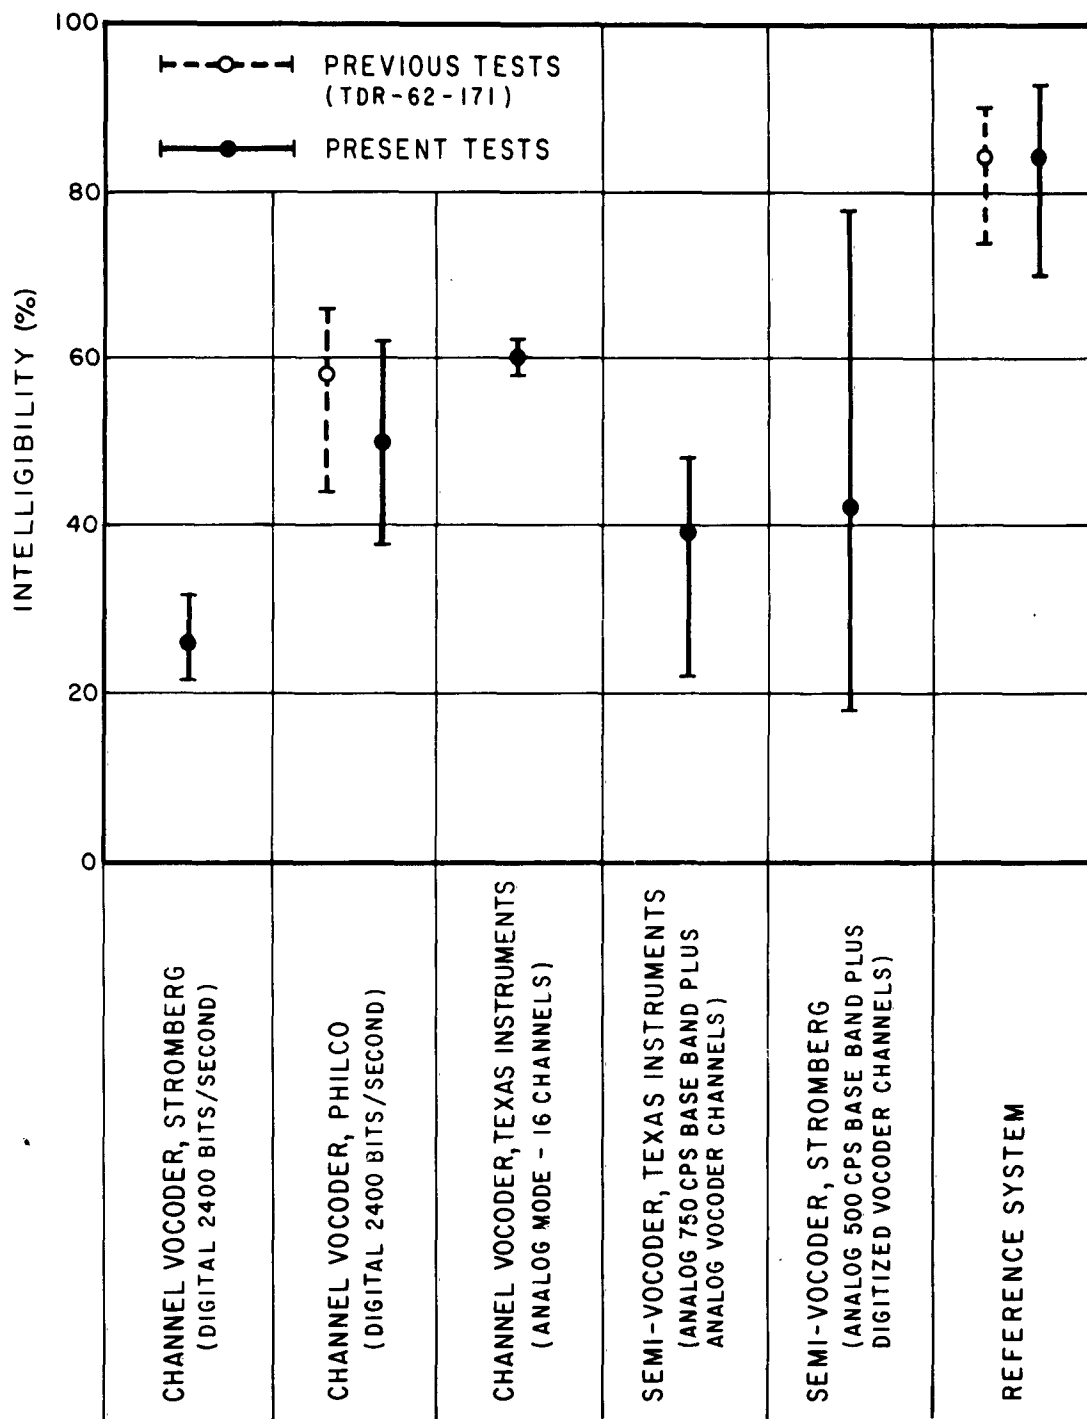 100
80
60
40
20
0
INTELLIGIBILITY (%)
PREVIOUS TESTS
(TDR-62-171)
PRESENT TESTS
CHANNEL VOCODER, STROMBERG
(DIGITAL 2400 BITS/SECOND)
CHANNEL VOCODER, PHILCO
(DIGITAL 2400 BITS/SECOND)
CHANNEL VOCODER, TEXAS INSTRUMENTS
(ANALOG MODE - 16 CHANNELS)
SEMI-VOCODER, TEXAS INSTRUMENTS
(ANALOG 750 CPS BASE BAND PLUS
ANALOG VOCODER CHANNELS)
SEMI-VOCODER, STROMBERG
(ANALOG 500 CPS BASE BAND PLUS
DIGITIZED VOCODER CHANNELS)
REFERENCE SYSTEM